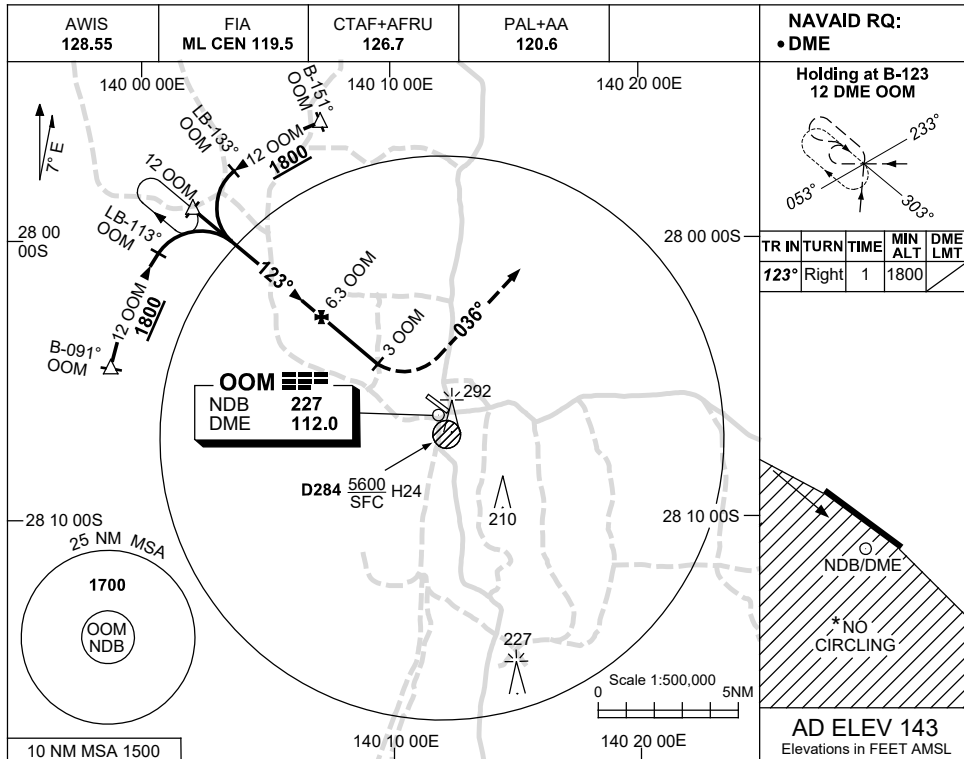 AWIS
128.55
FIA
ML CEN 119.5
CTAF+AFRU
126.7
PAL+AA
120.6
NAVAID RQ:
• DME
140 00 00E
140 10 00E
140 20 00E
7° E
B-151°
OOM
LB-133°
OOM
12 OOM
1800
12 OOM
LB-113°
OOM
28 00
00S
28 00 00S
12 OOM
1800
B-091°
OOM
123°
6.3 OOM
3 OOM
036°
OOM
NDB 227
DME 112.0
292
D284 5600
SFC
H24
210
28 10 00S
28 10 00S
25 NM MSA
1700
OOM
NDB
227
Scale 1:500,000
0 5NM
10 NM MSA 1500
140 10 00E
140 20 00E
Holding at B-123
12 DME OOM
233°
053°
303°
TR IN TURN TIME MIN ALT DME LMT
123° Right 1 1800
NDB/DME
*NO
CIRCLING
AD ELEV 143
Elevations in FEET AMSL